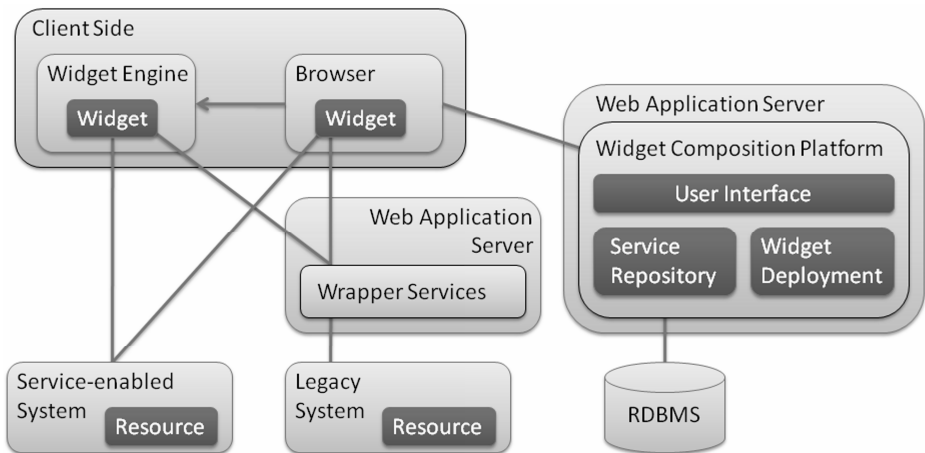 Client Side
Widget Engine
Widget
Browser
Widget
Web Application Server
Widget Composition Platform
User Interface
Service
Repository
Widget
Deployment
Web Application
Server
Wrapper Services
Service-enabled
System
Resource
Legacy
System
Resource
RDBMS